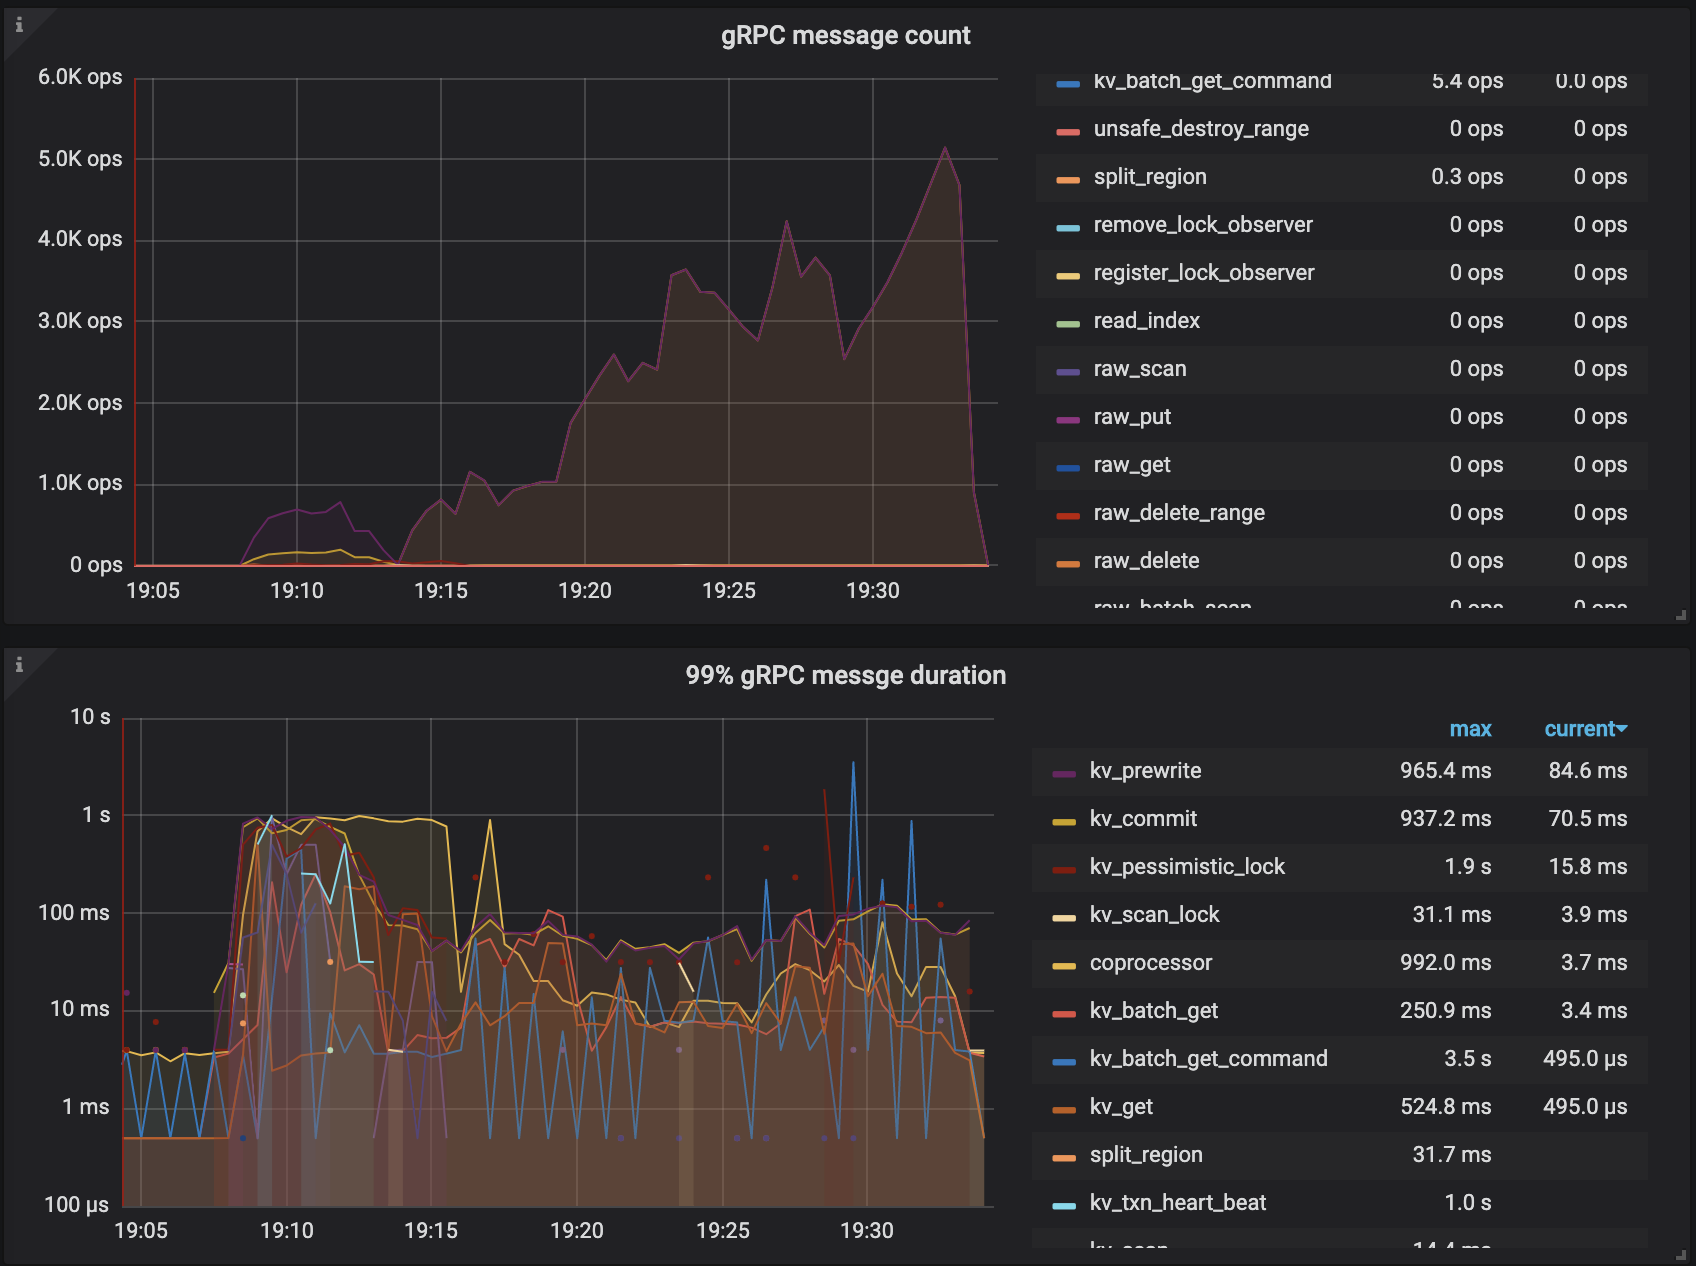 gRPC message count
6.0K ops
5.0K ops
4.0K ops
3.0K ops
2.0K ops
1.0K ops
0 ops
19:05 19:10 19:15 19:20 19:25 19:30
kv_batch_get_command 5.4 ops 0.0 ops
unsafe_destroy_range 0 ops 0 ops
split_region 0.3 ops 0 ops
remove_lock_observer 0 ops 0 ops
register_lock_observer 0 ops 0 ops
read_index 0 ops 0 ops
raw_scan 0 ops 0 ops
raw_put 0 ops 0 ops
raw_get 0 ops 0 ops
raw_delete_range 0 ops 0 ops
raw_delete 0 ops 0 ops
raw_batch_scan 0 ops 0 ops
99% gRPC messge duration
10 s
1 s
100 ms
10 ms
1 ms
100 µs
19:05 19:10 19:15 19:20 19:25 19:30
max current
kv_prewrite 965.4 ms 84.6 ms
kv_commit 937.2 ms 70.5 ms
kv_pessimistic_lock 1.9 s 15.8 ms
kv_scan_lock 31.1 ms 3.9 ms
coprocessor 992.0 ms 3.7 ms
kv_batch_get 250.9 ms 3.4 ms
kv_batch_get_command 3.5 s 495.0 µs
kv_get 524.8 ms 495.0 µs
split_region 31.7 ms
kv_txn_heart_beat 1.0 s